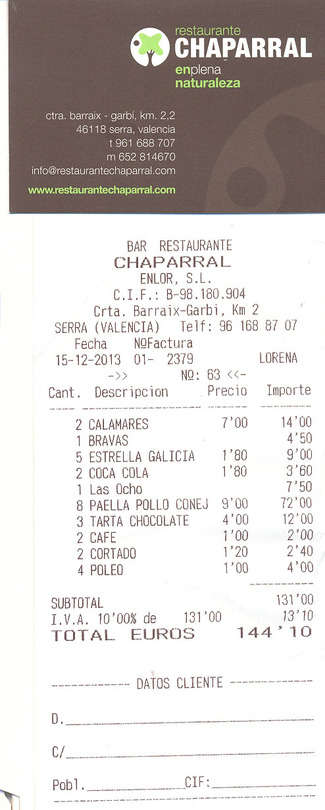 restaurante
CHAPARRAL
enplena
naturaleza
ctra. barraix - garbí, km. 2,2
46118 serra, valencia
t 961 688 707
m 652 814670
info@restaurantechaparral.com
www.restaurantechaparral.com
BAR RESTAURANTE
CHAPARRAL
ENLOR, S.L.
C.I.F.: B-98.180.904
Crta. Barraix-Garbi, Km 2
SERRA (VALENCIA) Telf: 96 168 87 07
Fecha NºFactura
15-12-2013 01- 2379 LORENA
->> Nº: 63 <<-
Cant. Descripcion Precio Importe
2 CALAMARES 7'00 14'00
1 BRAVAS 4'50
5 ESTRELLA GALICIA 1'80 9'00
2 COCA COLA 1'80 3'60
1 Las Ocho 7'50
8 PAELLA POLLO CONEJ 9'00 72'00
3 TARTA CHOCOLATE 4'00 12'00
2 CAFE 1'00 2'00
2 CORTADO 1'20 2'40
4 POLEO 1'00 4'00
SUBTOTAL 131'00
I.V.A. 10'00% de 131'00 13'10
TOTAL EUROS 144'10
DATOS CLIENTE
D.
C/
Pobl. CIF: